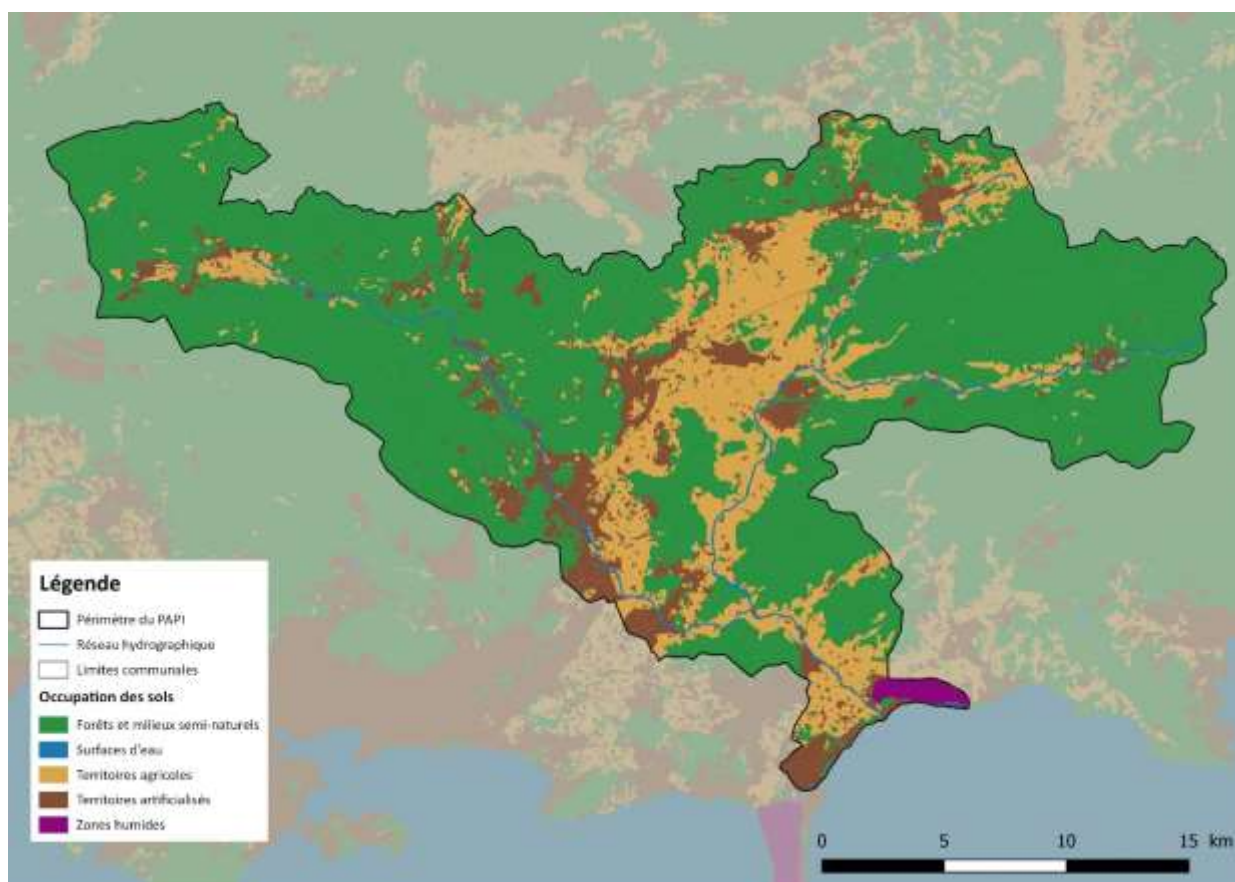 Légende
Périmètre du PAPI
Réseau hydrographique
Limites communales
Occupation des sols
Forêts et milieux semi-naturels
Surfaces d'eau
Territoires agricoles
Territoires artificialisés
Zones humides
0 5 10 15 km